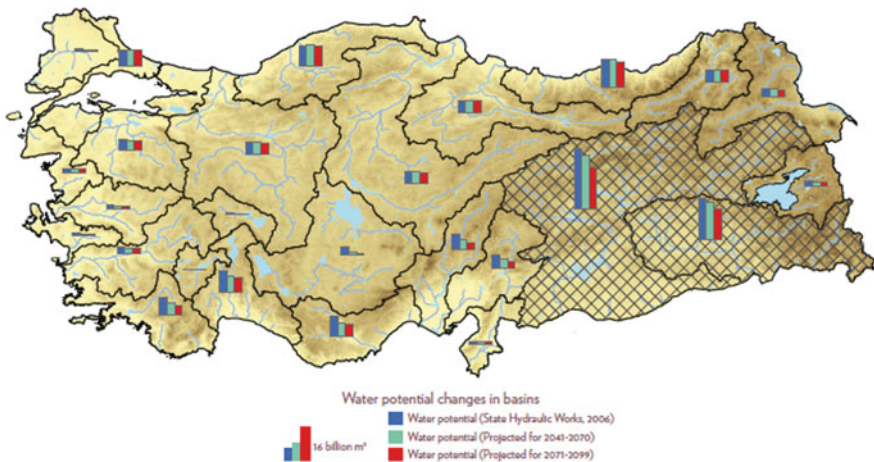 Water potential changes in basins
16 billion m³
Water potential (State Hydraulic Works, 2006)
Water potential (Projected for 2041-2070)
Water potential (Projected for 2071-2099)